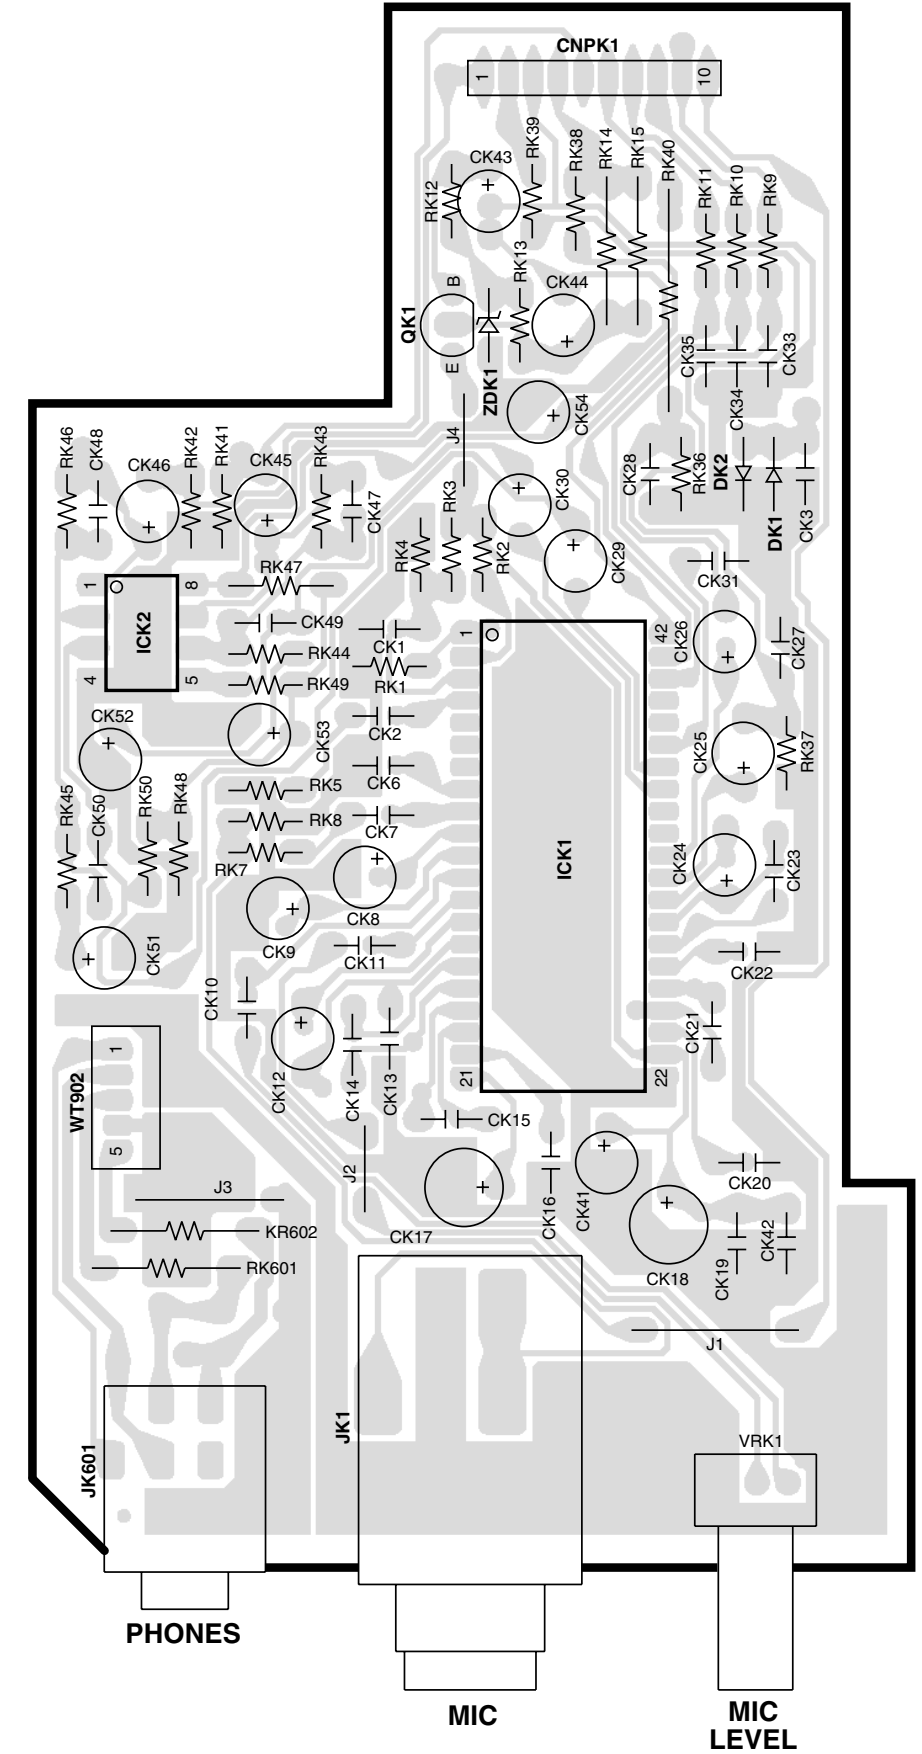 CNPK1
1
10
RK39
RK38
RK14
RK15
RK40
CK43
RK12
RK11
RK10
RK9
RK13
B
CK44
QK1
E
ZDK1
CK35
CK34
CK33
CK54
J4
RK46
CK48
CK46
RK42
RK41
CK45
RK43
CK47
CK30
CK28
RK36
DK2
DK1
CK3
RK4
RK3
RK2
CK29
CK31
RK47
1
8
ICK2
4
5
CK49
RK44
RK49
CK1
RK1
1
42
CK26
CK27
CK52
CK53
CK2
CK25
RK37
CK6
RK5
RK8
RK7
CK7
RK45
CK50
RK50
RK48
ICK1
CK24
CK23
CK8
CK9
CK51
CK11
CK22
CK10
CK21
CK12
CK14
CK13
21
22
WT902
1
5
CK15
J2
J3
CK16
CK41
CK20
CK17
KR602
RK601
CK18
CK19
CK42
J1
JK601
JK1
VRK1
PHONES
MIC
MIC
LEVEL